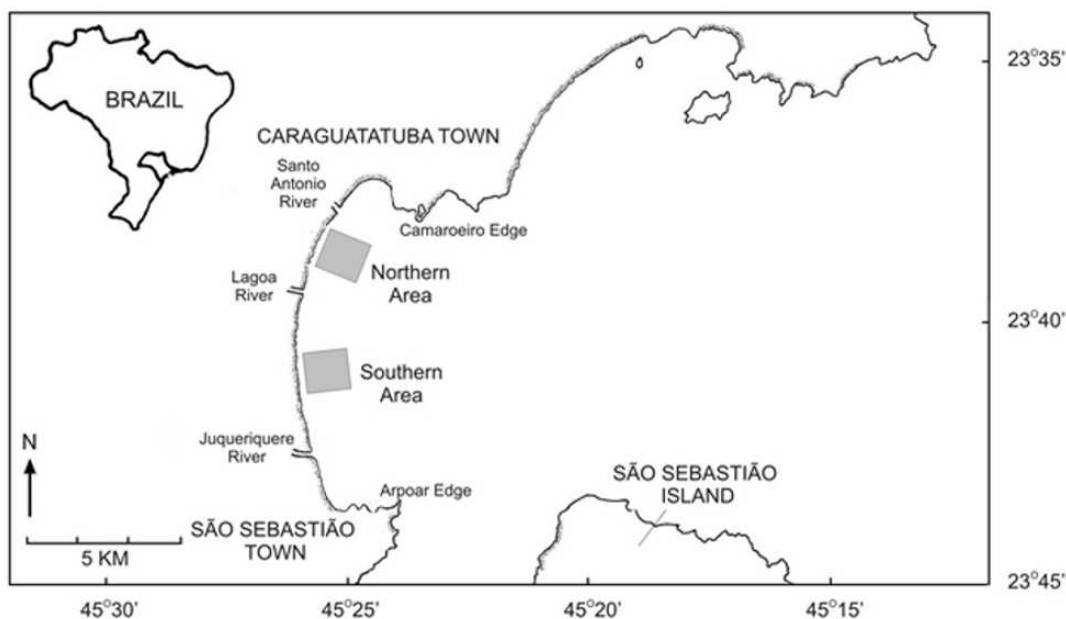 BRAZIL
CARAGUATATUBA TOWN
Santo
Antonio
River
Camaroeiro Edge
Northern
Area
Lagoa
River
Southern
Area
Juqueriquere
River
N
Arpoar Edge
SÃO SEBASTIÃO
ISLAND
SÃO SEBASTIÃO
TOWN
5 KM
23°35'
23°40'
23°45'
45°30'
45°25'
45°20'
45°15'